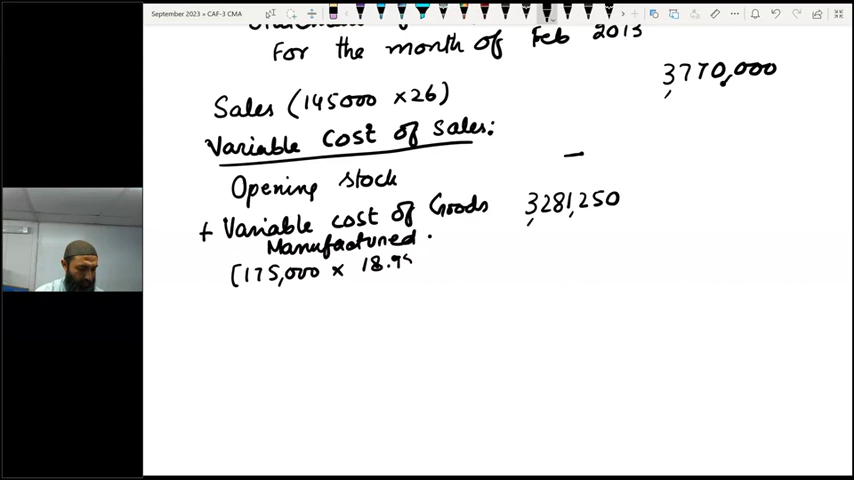 September 2023 » CAF-3 CMA
For the month of Feb 2013
3770,000
Sales (145000 × 26)
Variable cost of sales:
Opening stock —
+ Variable cost of Goods 3281,250
Manufactured.
[175,000 × 18.75